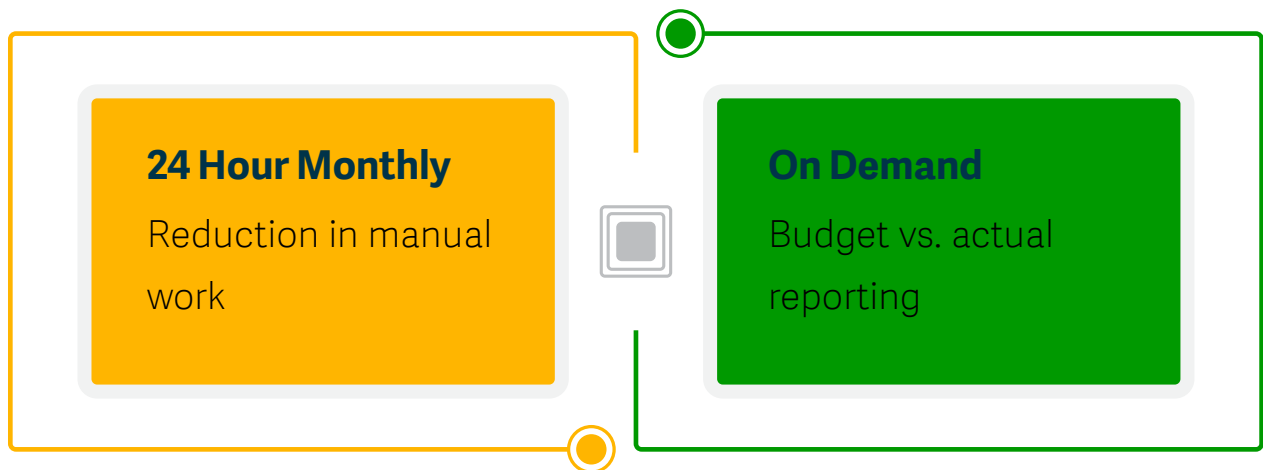 24 Hour Monthly
Reduction in manual
work
On Demand
Budget vs. actual
reporting